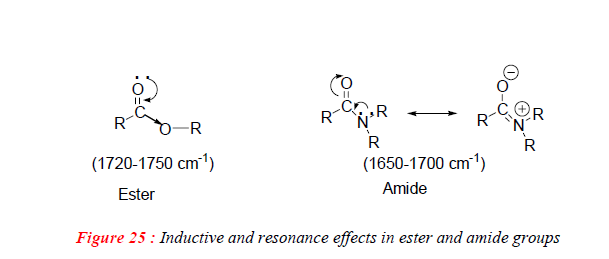 O O O ⊖
R C O—R R C N R R R C ⊕ N R R
(1720-1750 cm-1) (1650-1700 cm-1)
Ester Amide
Figure 25 : Inductive and resonance effects in ester and amide groups